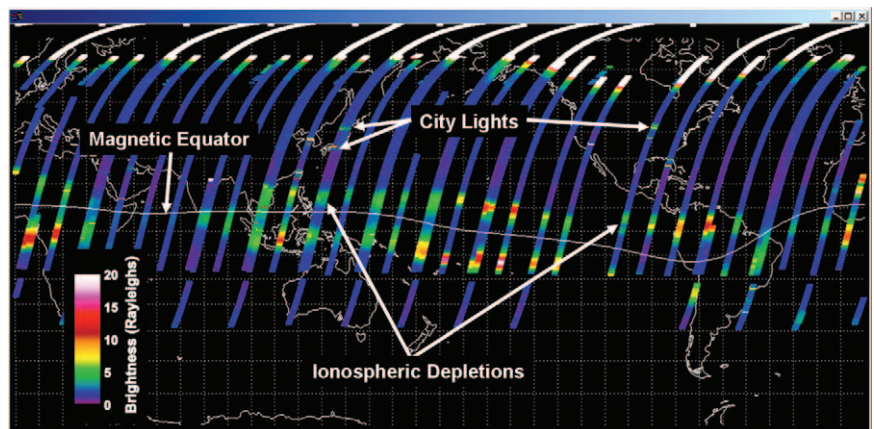 City Lights
Magnetic Equator
20
15
10
5
0
Brightness (Rayleighs)
Ionospheric Depletions